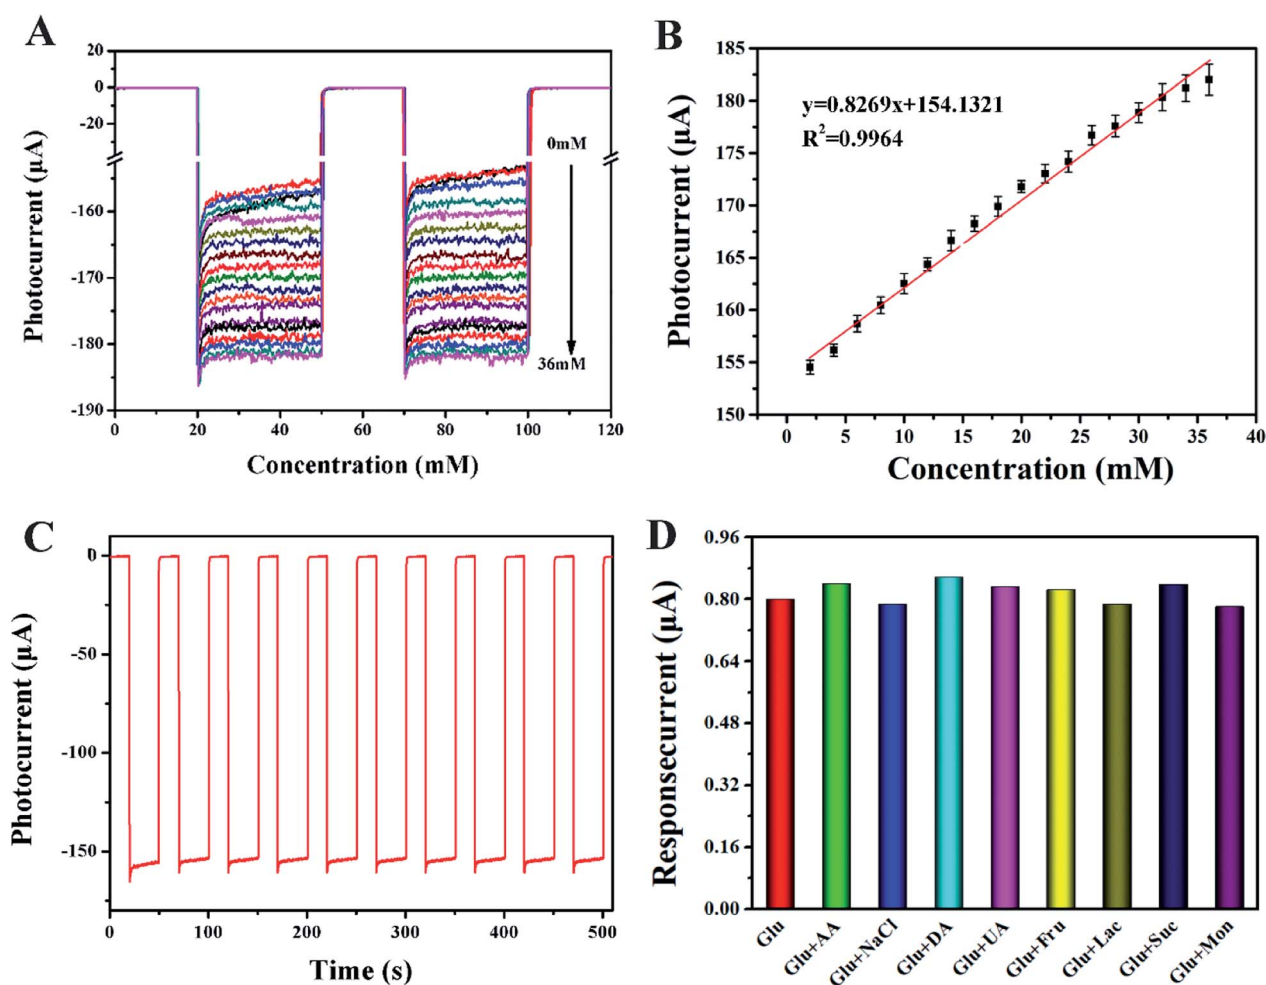 A
Photocurrent (μA)
20
0
-20
-160
-170
-180
-190
0mM
36mM
0
20
40
60
80
100
120
Concentration (mM)
B
Photocurrent (μA)
185
180
175
170
165
160
155
150
y=0.8269x+154.1321
R²=0.9964
0
5
10
15
20
25
30
35
40
Concentration (mM)
C
Photocurrent (μA)
0
-50
-100
-150
0
100
200
300
400
500
Time (s)
D
Responsecurrent (μA)
0.96
0.80
0.64
0.48
0.32
0.16
0.00
Glu
Glu+AA
Glu+NaCl
Glu+DA
Glu+UA
Glu+Fru
Glu+Lac
Glu+Suc
Glu+Mon